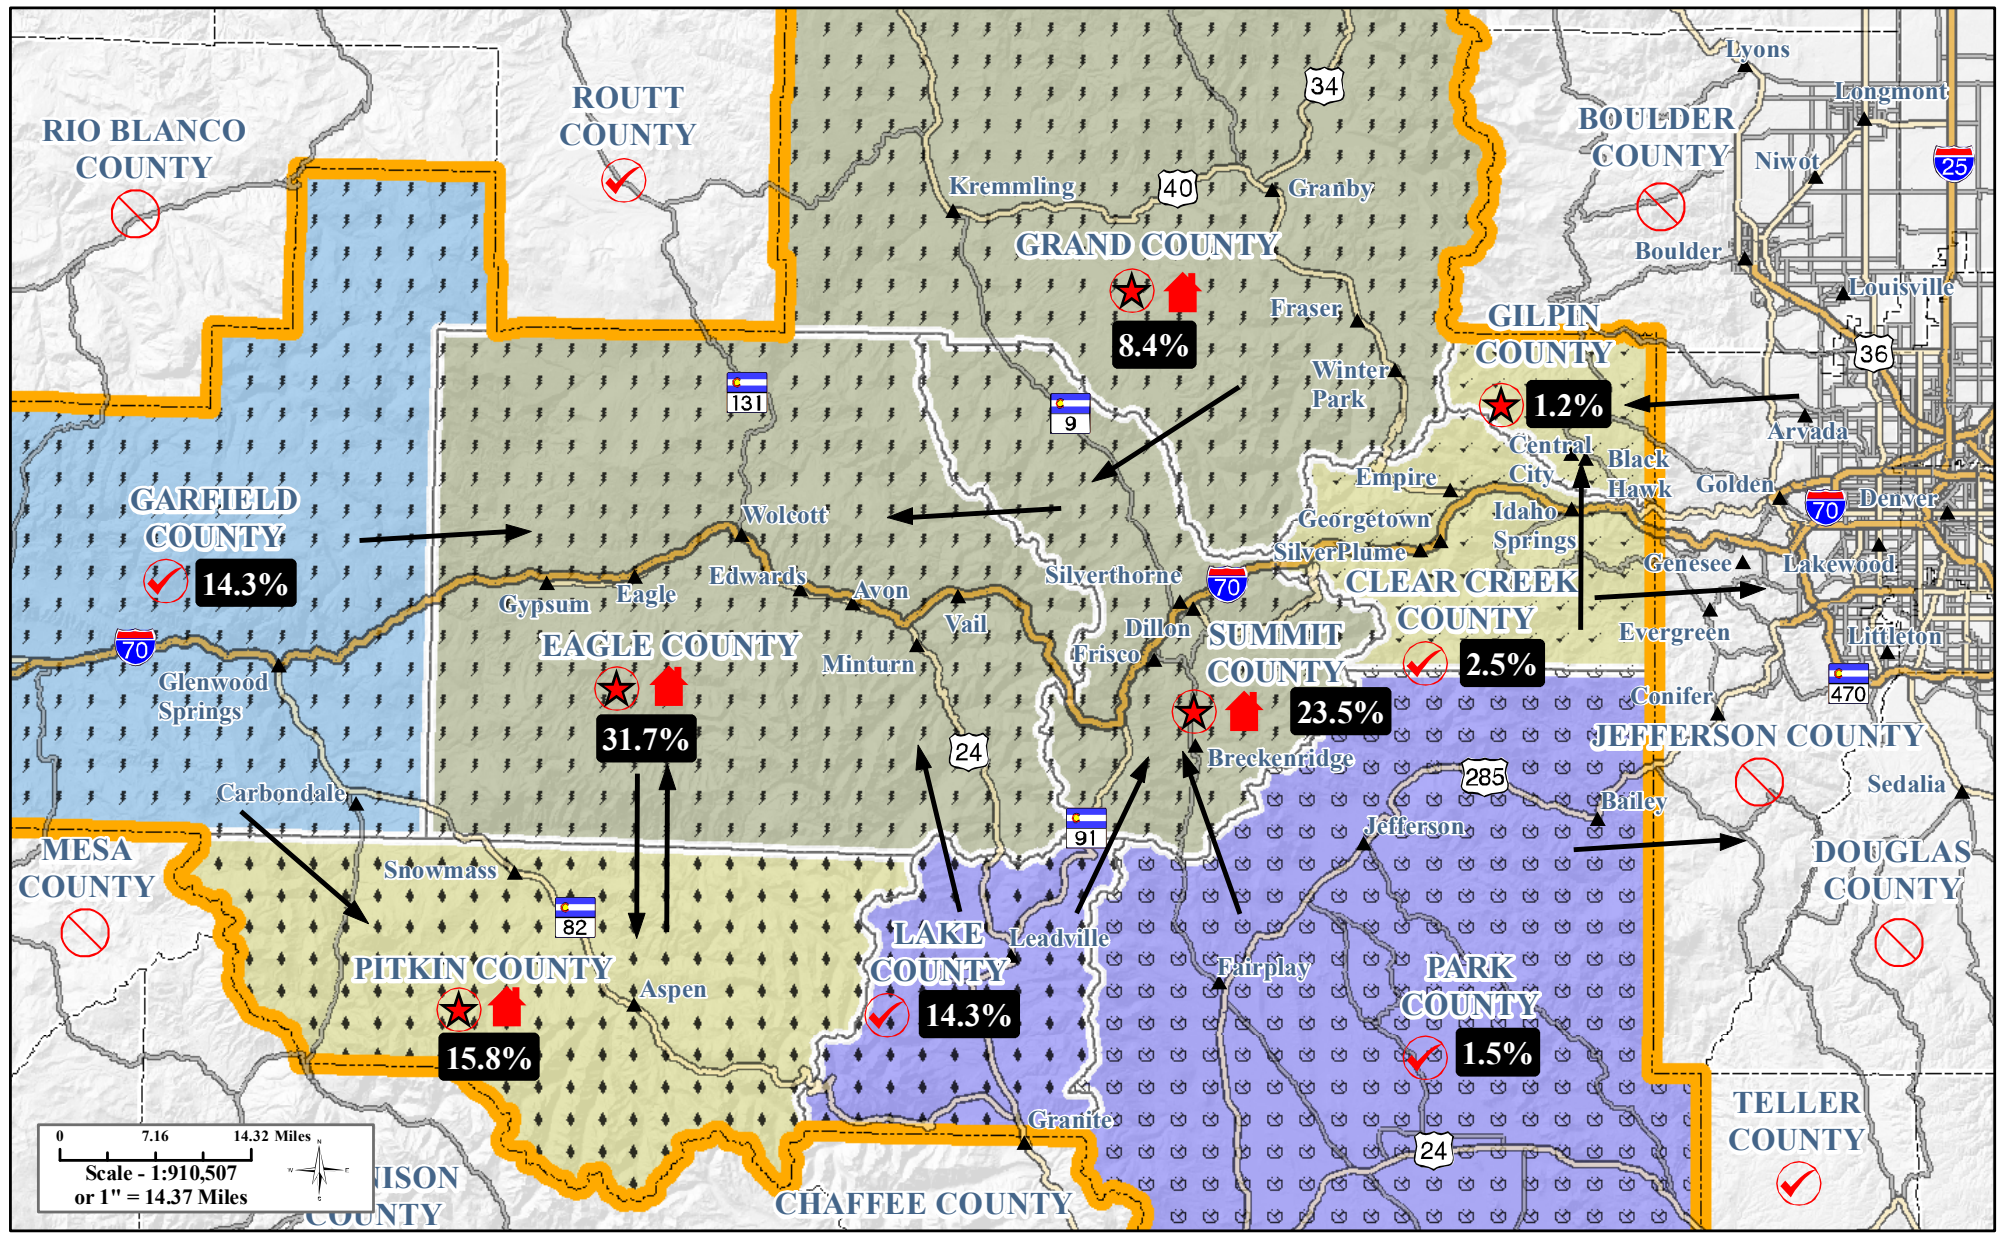 Lyons
ROUTT
COUNTY
34
Longmont
RIO BLANCO
COUNTY
BOULDER
COUNTY
Niwot
25
Kremmling
40
Granby
GRAND COUNTY
Boulder
Louisville
8.4%
Fraser
GILPIN
COUNTY
36
Winter
Park
131
9
1.2%
Arvada
Central
City
Black
Hawk
Empire
Golden
70
Denver
GARFIELD
COUNTY
14.3%
Wolcott
Georgetown
Idaho
Springs
SilverPlume
Genesee
Lakewood
Edwards
Avon
Silverthorne
70
CLEAR CREEK
COUNTY
2.5%
Gypsum
Eagle
Vail
Dillon
Evergreen
Littleton
70
EAGLE COUNTY
31.7%
Minturn
Frisco
SUMMIT
COUNTY
23.5%
Glenwood
Springs
Conifer
470
JEFFERSON COUNTY
24
Breckenridge
285
Sedalia
Carbondale
Bailey
91
Jefferson
MESA
COUNTY
Snowmass
DOUGLAS
COUNTY
82
LAKE
COUNTY
14.3%
Leadville
PITKIN COUNTY
15.8%
Aspen
Fairplay
PARK
COUNTY
1.5%
TELLER
COUNTY
Granite
24
0 7.16 14.32 Miles
Scale - 1:910,507
or 1" = 14.37 Miles
N
W E
S
NISON
COUNTY
CHAFFEE COUNTY